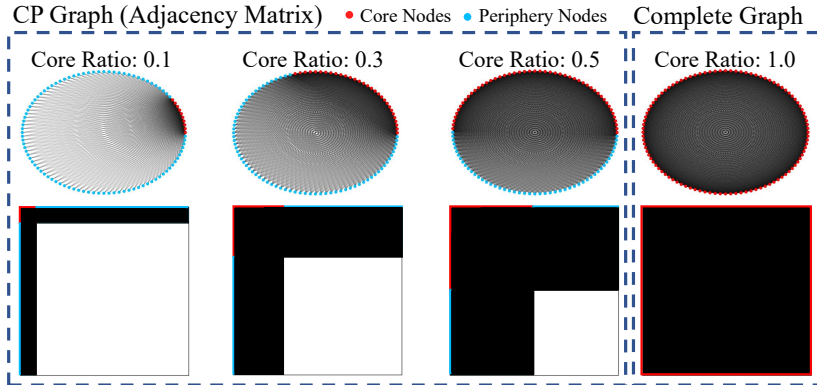 CP Graph (Adjacency Matrix) Core Nodes Periphery Nodes Complete Graph
Core Ratio: 0.1 Core Ratio: 0.3 Core Ratio: 0.5 Core Ratio: 1.0